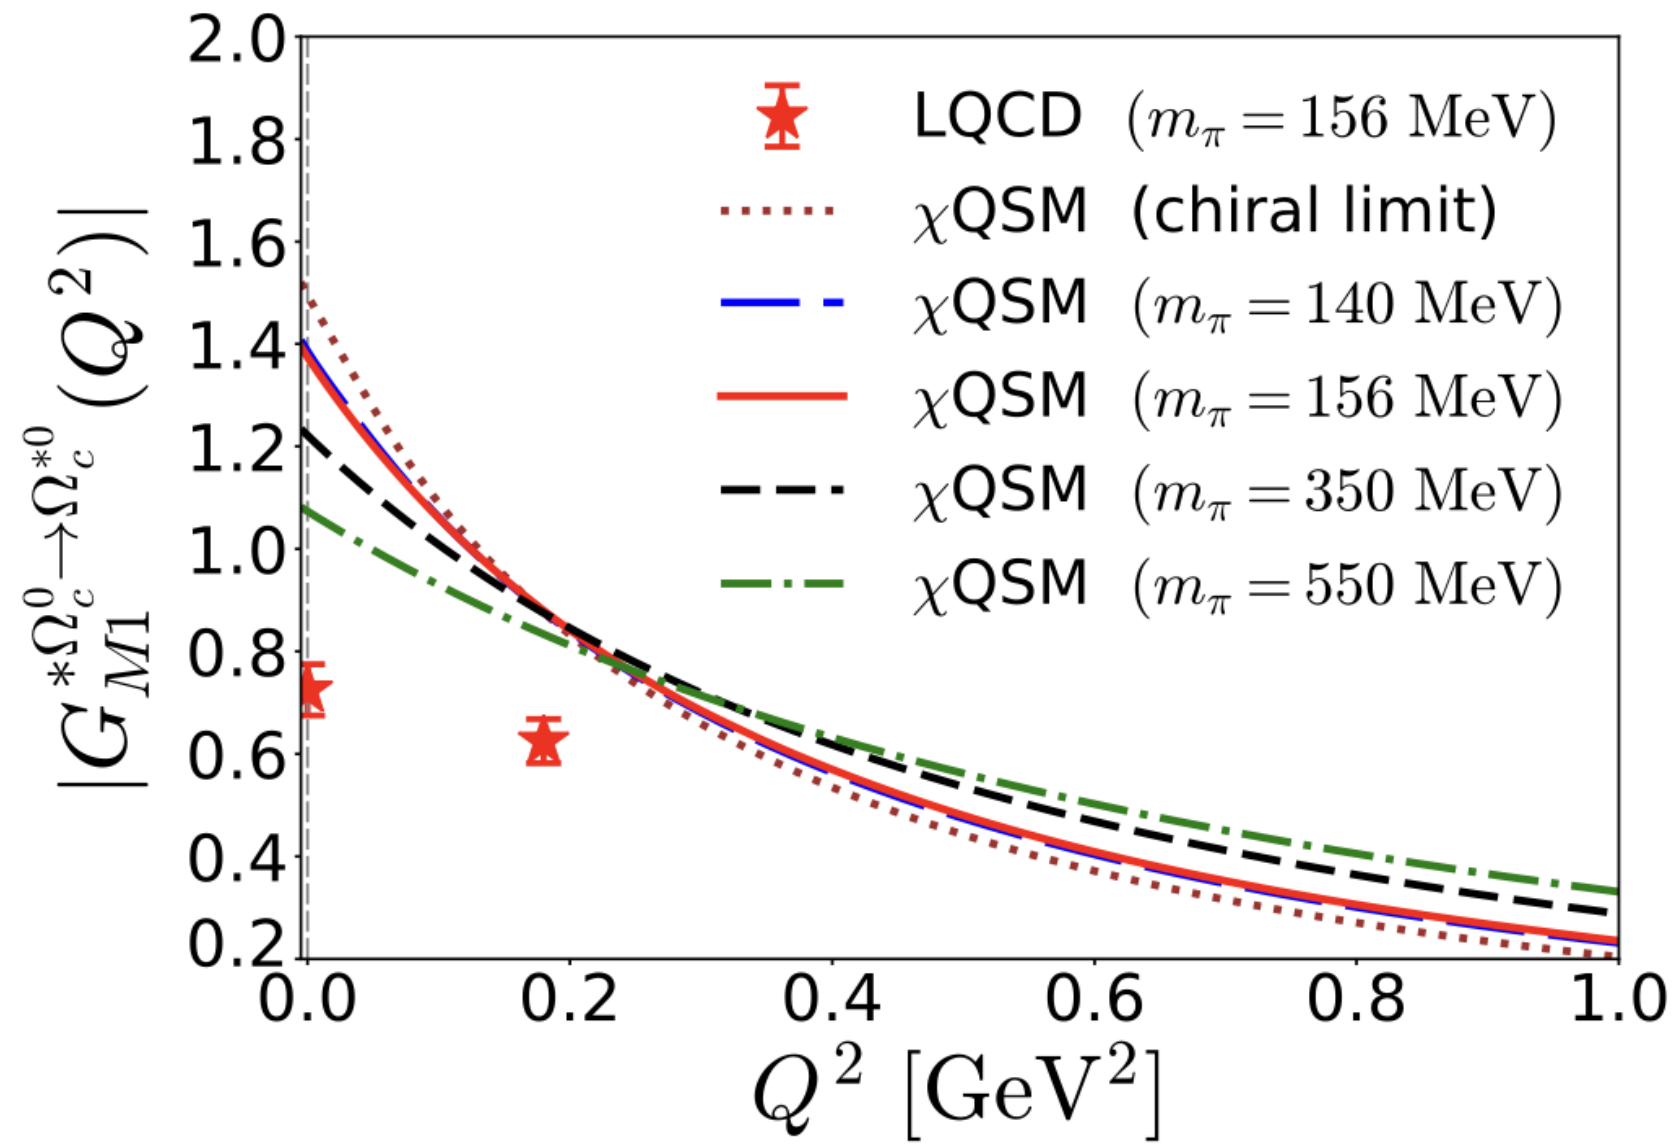 |G*_{M1}^{Ω_c^0→Ω_c^{*0}} (Q²)|
2.0
1.8
1.6
1.4
1.2
1.0
0.8
0.6
0.4
0.2
LQCD (m_π = 156 MeV)
χQSM (chiral limit)
χQSM (m_π = 140 MeV)
χQSM (m_π = 156 MeV)
χQSM (m_π = 350 MeV)
χQSM (m_π = 550 MeV)
0.0 0.2 0.4 0.6 0.8 1.0
Q² [GeV²]